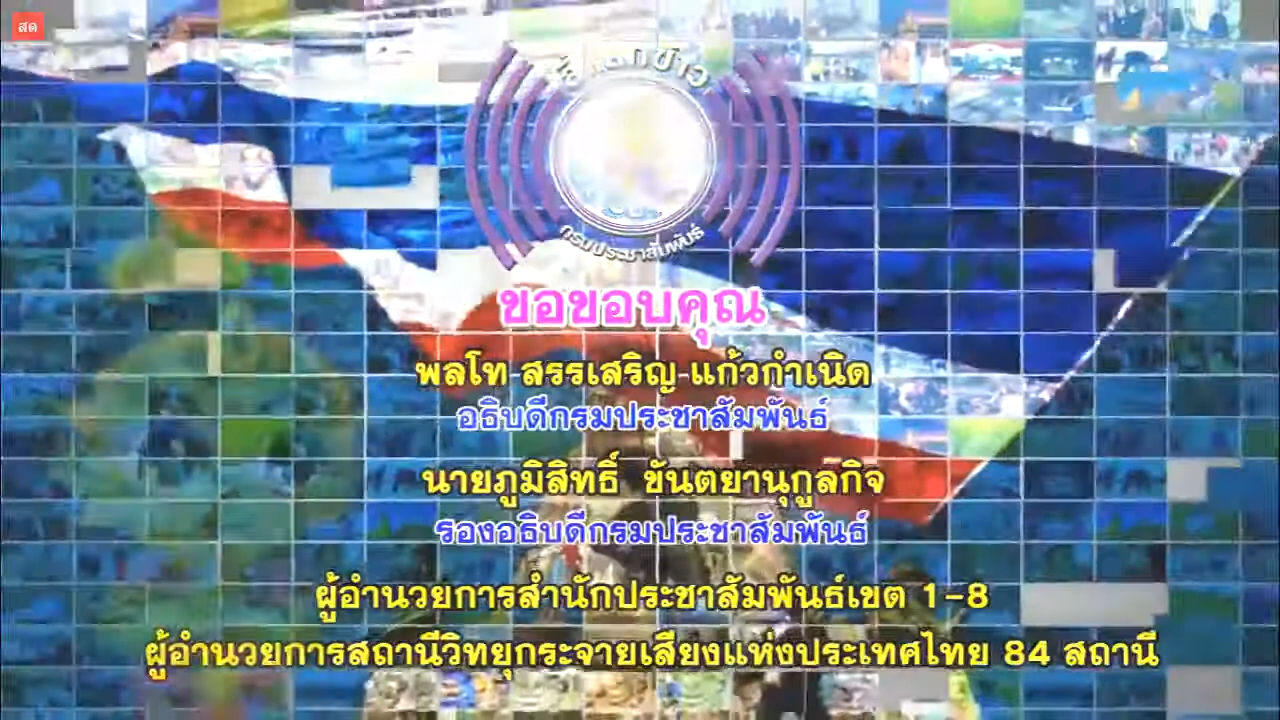 สด
กรมประชาสัมพันธ์
ขอขอบคุณ
พลโท สรรเสริญ แก้วกำเนิด
อธิบดีกรมประชาสัมพันธ์
นายภูมิสิทธิ์ ขันตยานุกูลกิจ
รองอธิบดีกรมประชาสัมพันธ์
ผู้อำนวยการสำนักประชาสัมพันธ์เขต 1-8
ผู้อำนวยการสถานีวิทยุกระจายเสียงแห่งประเทศไทย 84 สถานี